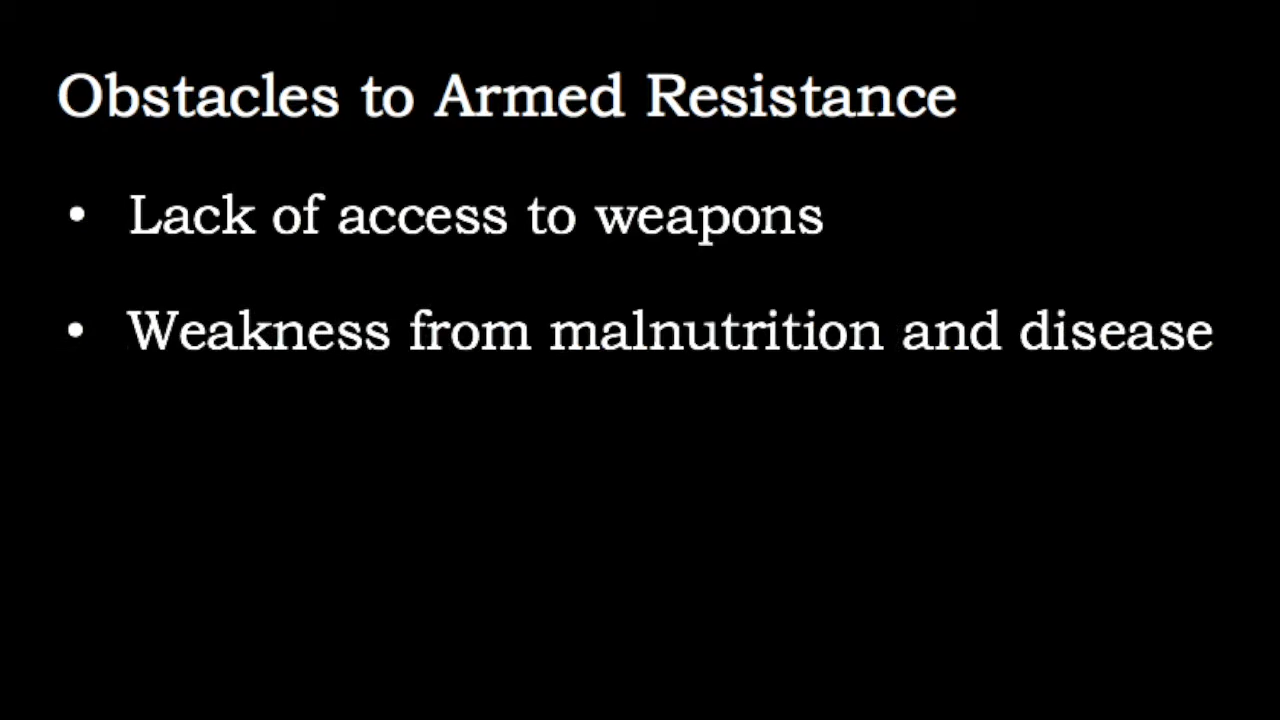 Obstacles to Armed Resistance
• Lack of access to weapons
• Weakness from malnutrition and disease